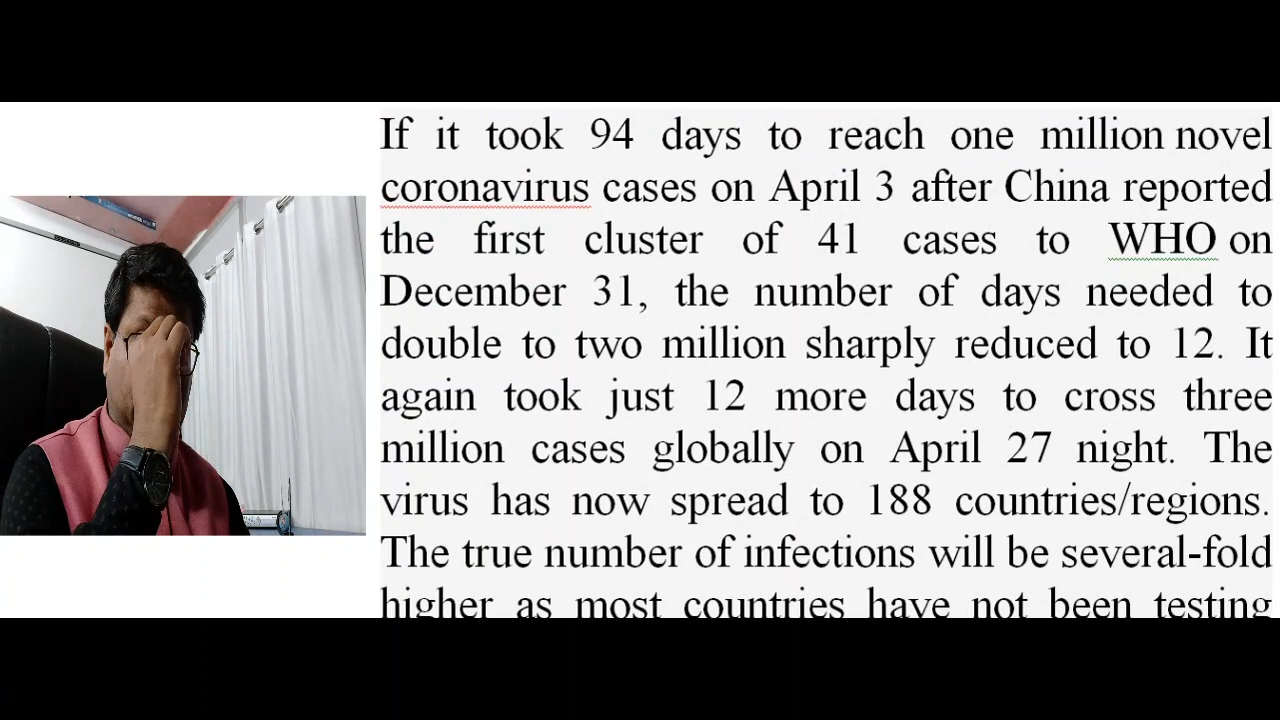 If it took 94 days to reach one million novel
coronavirus cases on April 3 after China reported
the first cluster of 41 cases to WHO on
December 31, the number of days needed to
double to two million sharply reduced to 12. It
again took just 12 more days to cross three
million cases globally on April 27 night. The
virus has now spread to 188 countries/regions.
The true number of infections will be several-fold
higher as most countries have not been testing